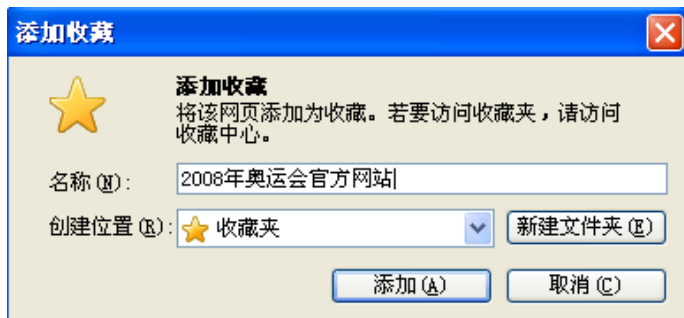 添加收藏
添加收藏
将该网页添加为收藏。若要访问收藏夹，请访问
收藏中心。
名称(N)：
2008年奥运会官方网站
创建位置(R)：
收藏夹
新建文件夹(E)
添加(A)
取消(C)